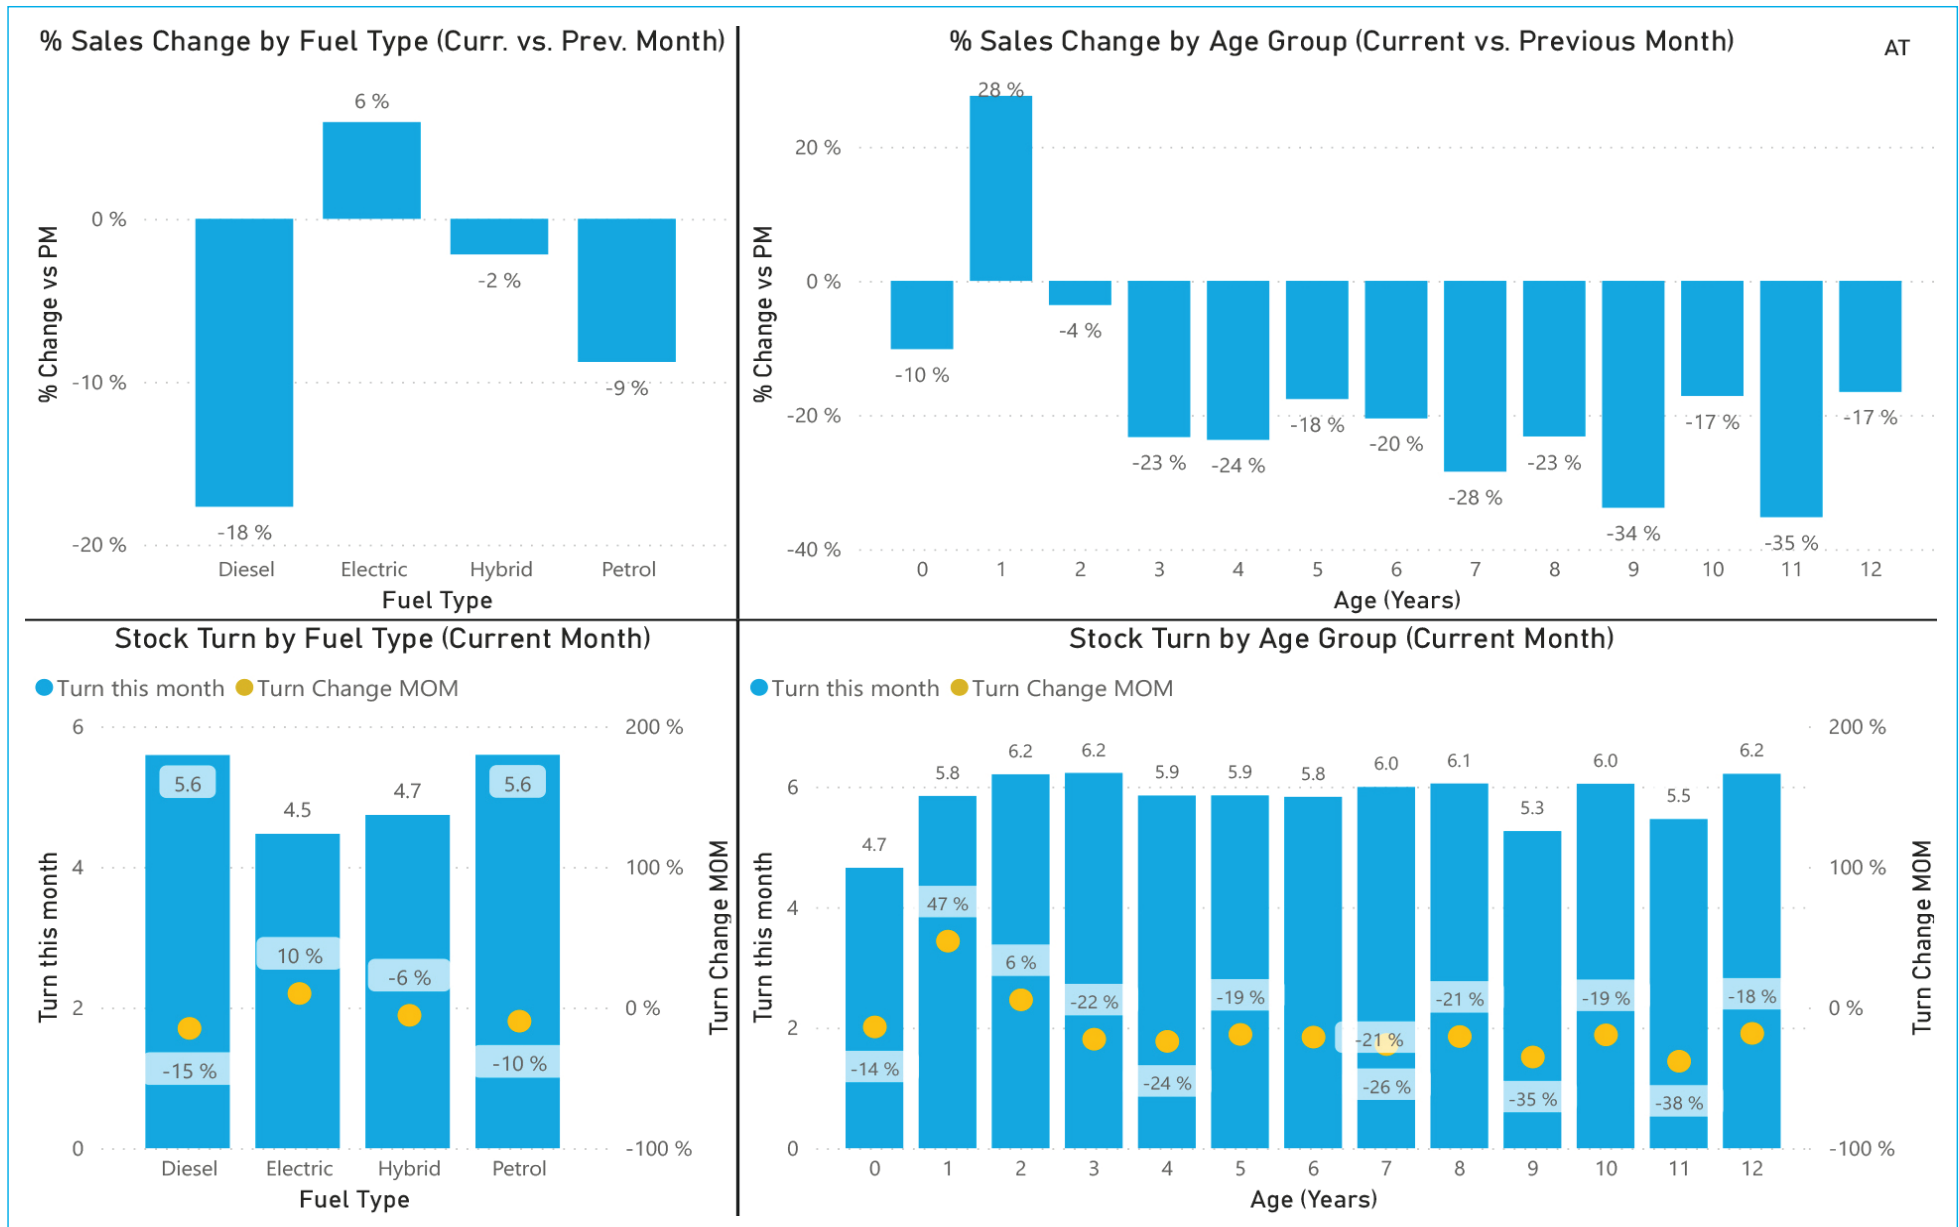 % Sales Change by Fuel Type (Curr. vs. Prev. Month)
6 %
0 %
-2 %
-10 %
-9 %
-18 %
-20 %
% Change vs PM
Diesel Electric Hybrid Petrol
Fuel Type
% Sales Change by Age Group (Current vs. Previous Month)
AT
28 %
20 %
0 %
-4 %
-10 %
-20 %
-18 %
-17 %
-17 %
-20 %
-23 %
-24 %
-23 %
-28 %
-34 %
-35 %
-40 %
% Change vs PM
0 1 2 3 4 5 6 7 8 9 10 11 12
Age (Years)
Stock Turn by Fuel Type (Current Month)
Turn this month Turn Change MOM
6 200 %
5.6 4.5 4.7 5.6
4 100 %
10 % -6 %
2 0 %
-15 % -10 %
0 -100 %
Turn this month
Turn Change MOM
Diesel Electric Hybrid Petrol
Fuel Type
Stock Turn by Age Group (Current Month)
Turn this month Turn Change MOM
200 %
4.7 5.8 6.2 6.2 5.9 5.9 5.8 6.0 6.1 5.3 6.0 5.5 6.2
6
100 %
4
47 %
6 %
-22 % -19 % -21 % -19 % -18 %
0 %
2
-21 %
-14 % -24 % -26 % -35 % -38 %
0 -100 %
Turn this month
Turn Change MOM
0 1 2 3 4 5 6 7 8 9 10 11 12
Age (Years)